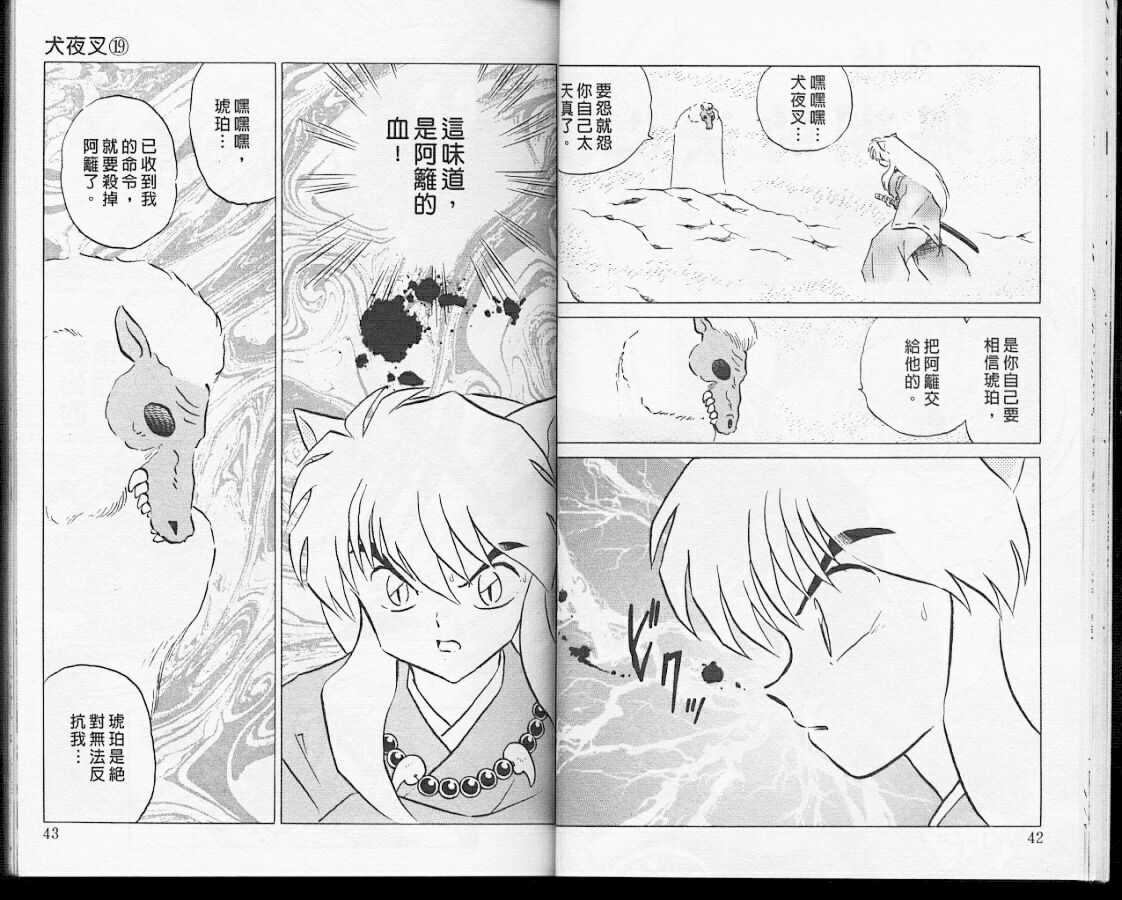 嘿嘿嘿⋯
犬夜叉⋯
要怨就怨
你自己太
天真了。
是你自己要
相信琥珀，
把阿籬交
給他的。
ビクッ
42
犬夜叉⑲
這味道，
是阿籬的
血！
嘿嘿嘿，
琥珀⋯
已收到我
的命令，
就要殺掉
阿籬了。
琥珀是絕
對無法反
抗我⋯
43